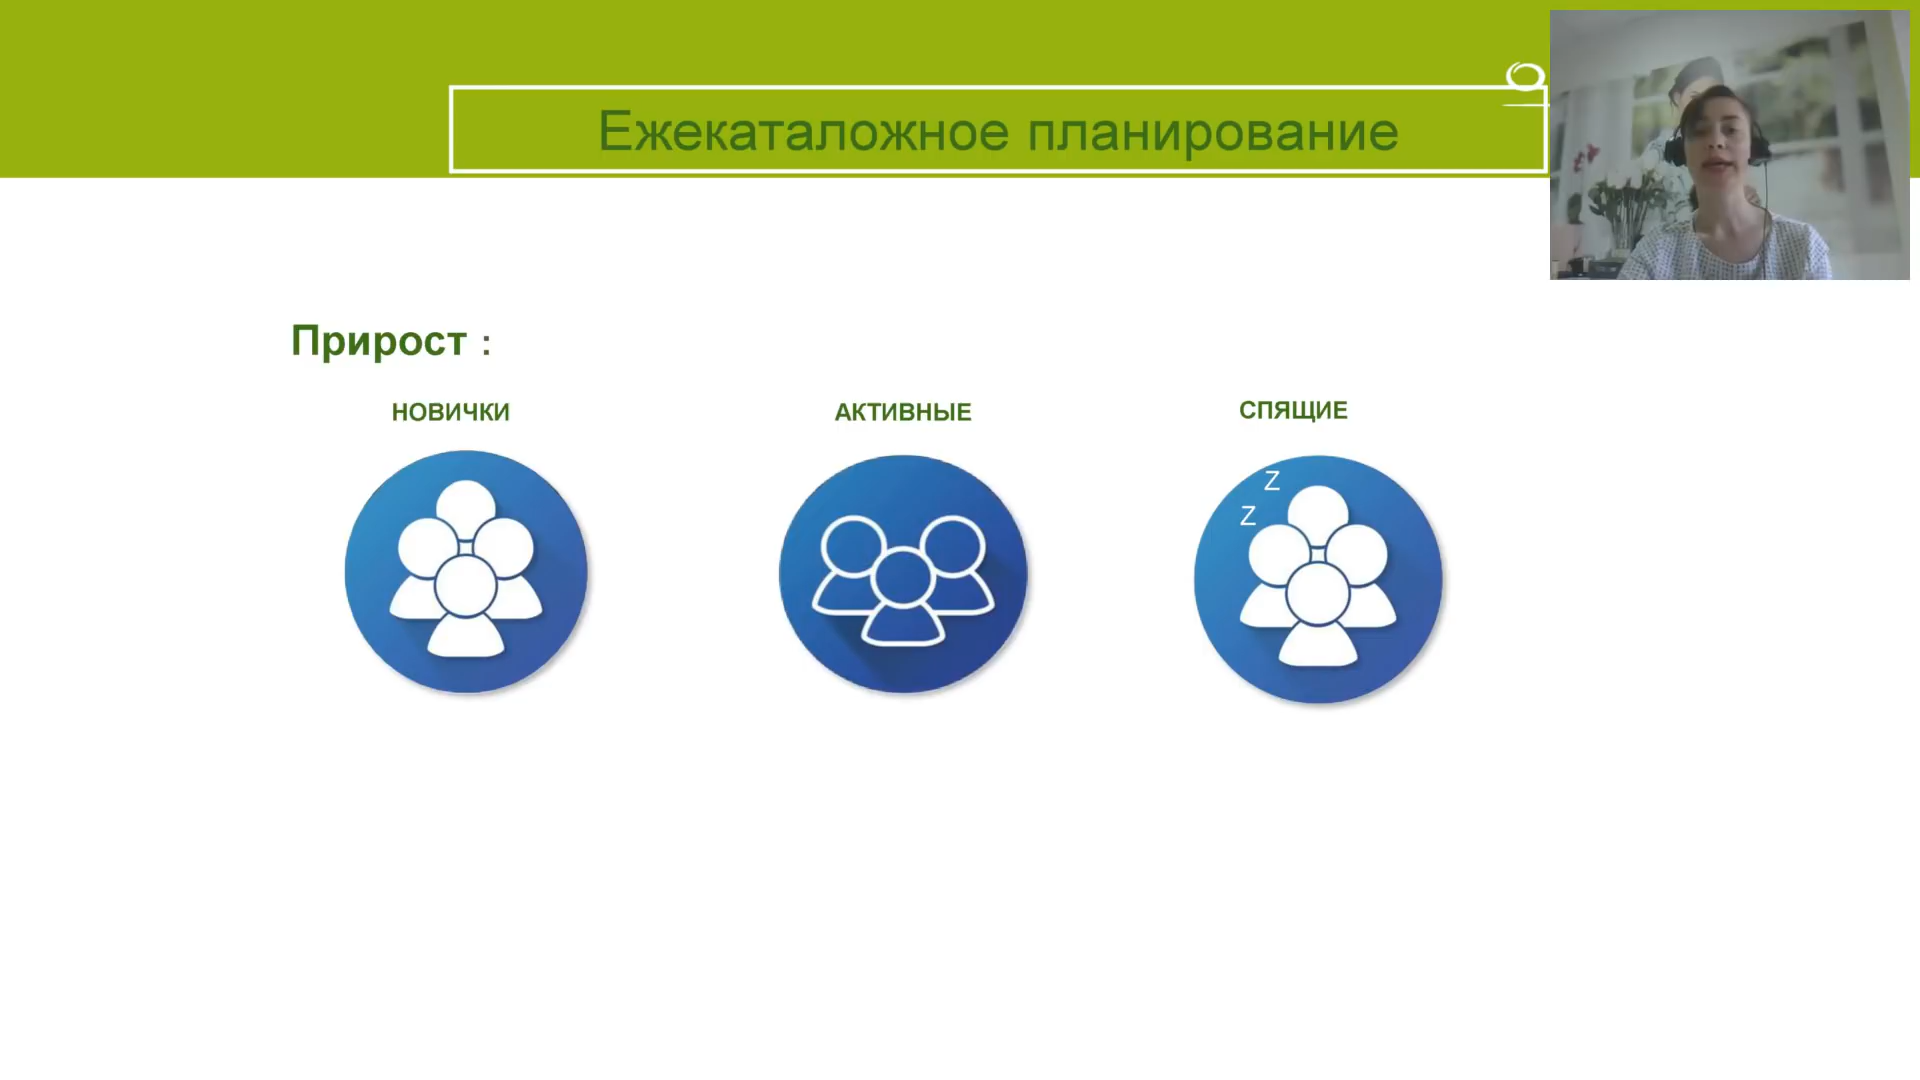 Ежекаталожное планирование
Прирост :
НОВИЧКИ
АКТИВНЫЕ
СПЯЩИЕ
Z
Z